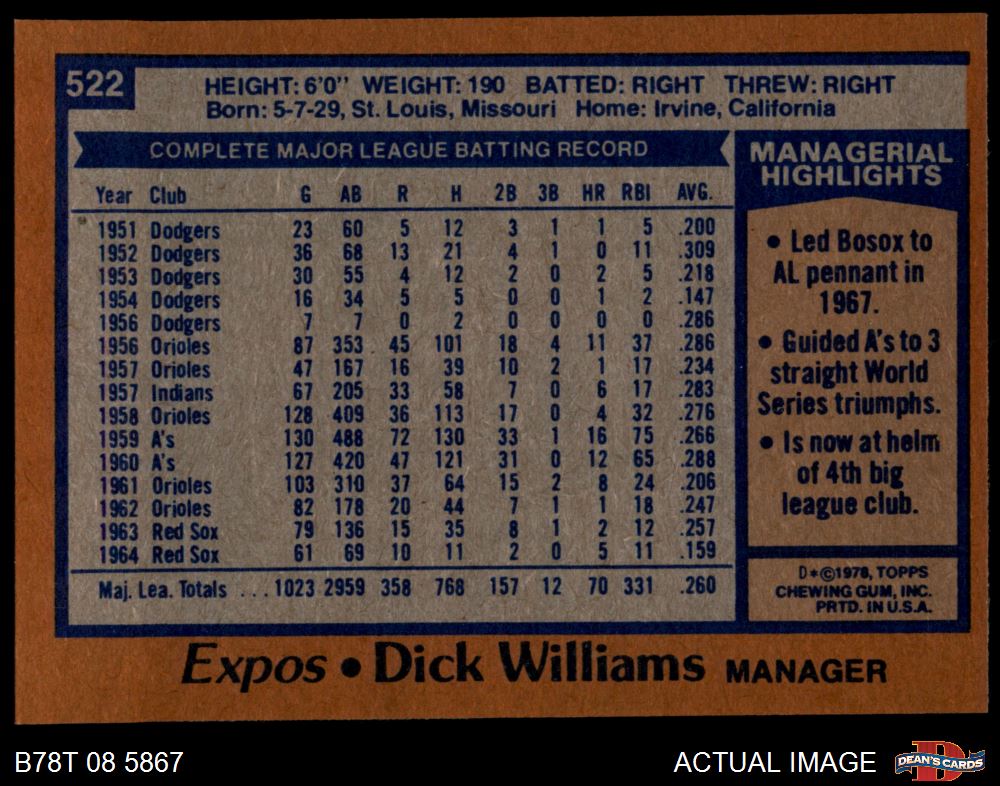 522
HEIGHT: 6'0" WEIGHT: 190 BATTED: RIGHT THREW: RIGHT
Born: 5-7-29, St. Louis, Missouri Home: Irvine, California
COMPLETE MAJOR LEAGUE BATTING RECORD
Year Club G AB R H 2B 3B HR RBI AVG.
1951 Dodgers 23 60 5 12 3 1 1 5 .200
1952 Dodgers 36 68 13 21 4 1 0 11 .309
1953 Dodgers 30 55 4 12 2 0 2 5 .218
1954 Dodgers 16 34 5 5 0 0 1 2 .147
1956 Dodgers 7 7 0 2 0 0 0 0 .286
1956 Orioles 87 353 45 101 18 4 11 37 .286
1957 Orioles 47 167 16 39 10 2 1 17 .234
1957 Indians 67 205 33 58 7 0 6 17 .283
1958 Orioles 128 409 36 113 17 0 4 32 .276
1959 A's 130 488 72 130 33 1 16 75 .266
1960 A's 127 420 47 121 31 0 12 65 .288
1961 Orioles 103 310 37 64 15 2 8 24 .206
1962 Orioles 82 178 20 44 7 1 1 18 .247
1963 Red Sox 79 136 15 35 8 1 2 12 .257
1964 Red Sox 61 69 10 11 2 0 5 11 .159
Maj. Lea. Totals ... 1023 2959 358 768 157 12 70 331 .260
MANAGERIAL
HIGHLIGHTS
• Led Bosox to
AL pennant in
1967.
• Guided A's to 3
straight World
Series triumphs.
• Is now at helm
of 4th big
league club.
D*©1978, TOPPS
CHEWING GUM, INC.
PRTD. IN U.S.A.
Expos • Dick Williams MANAGER
B78T 08 5867
ACTUAL IMAGE
D
DEAN'S CARDS